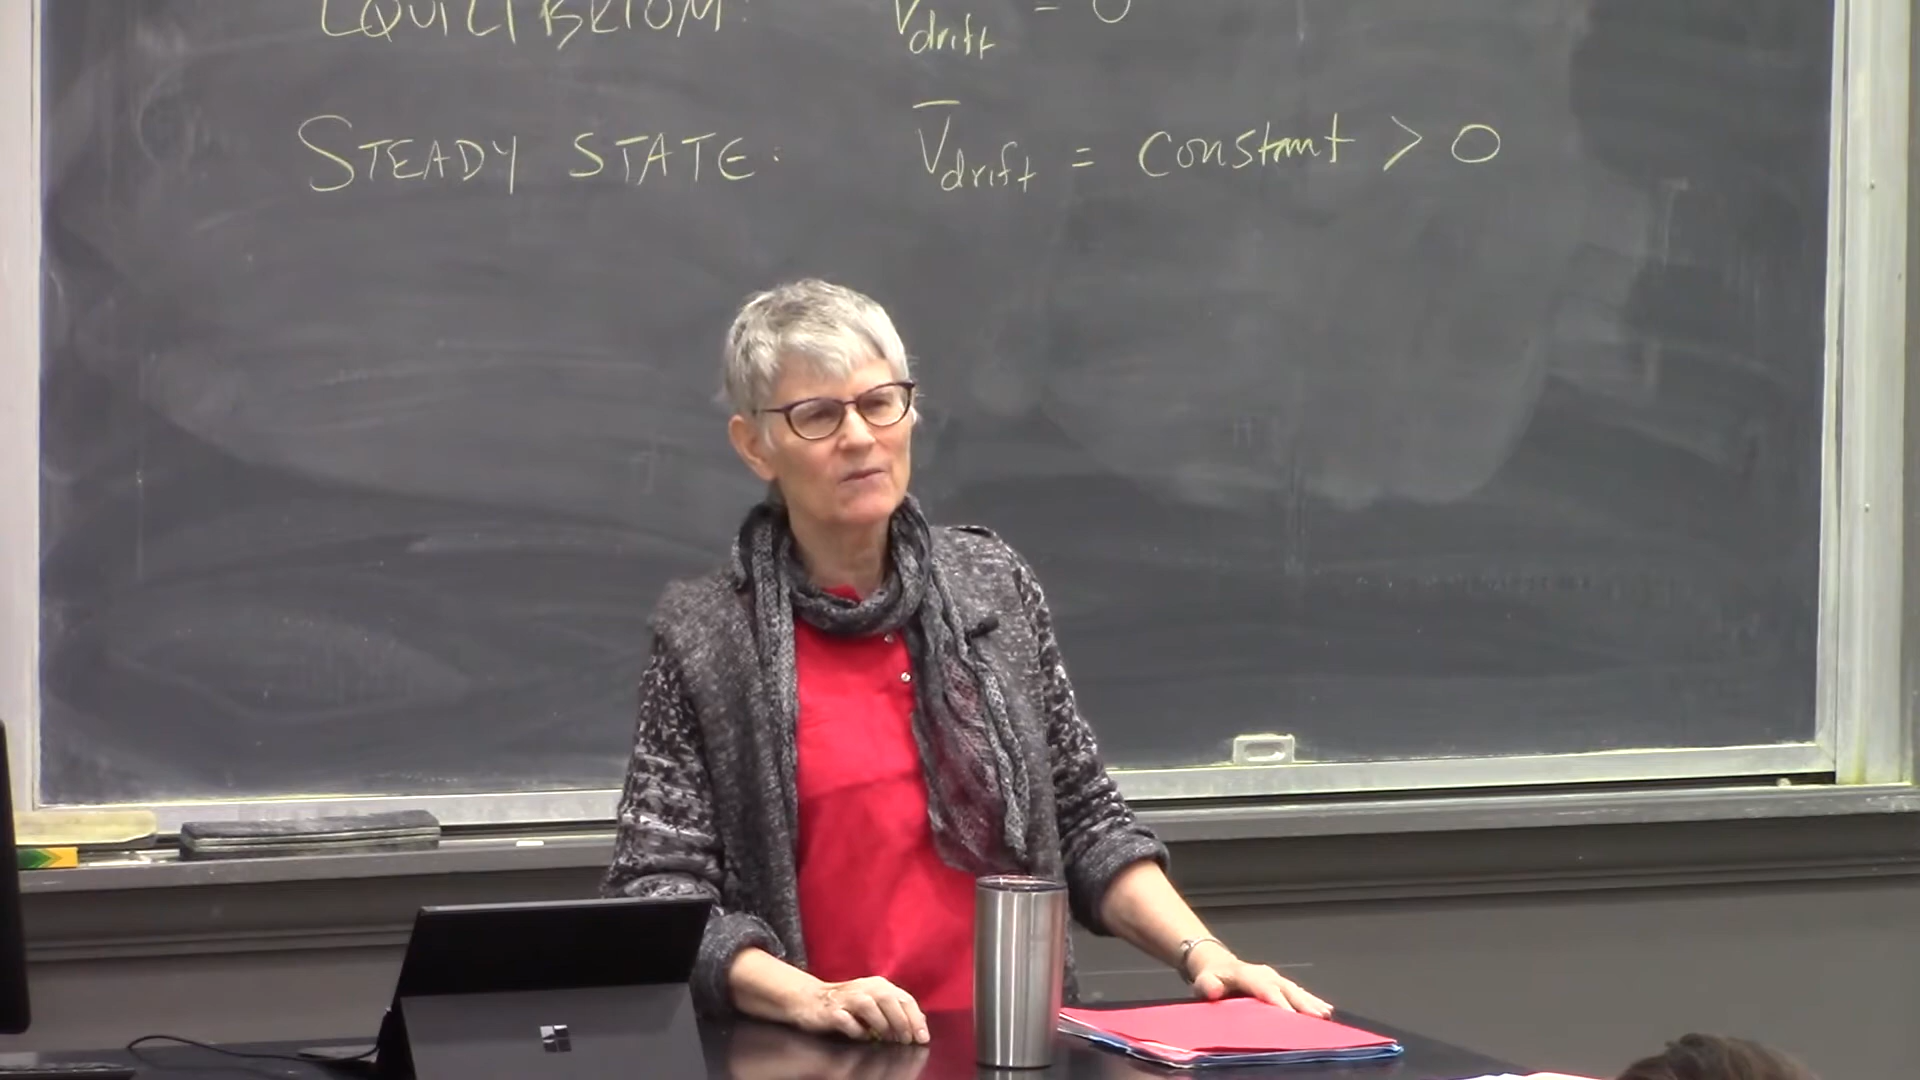 EQUILIBRIUM: v̄drift = 0
STEADY STATE: v̄drift = constant > 0